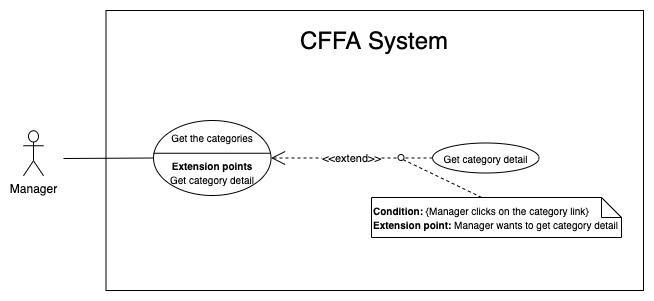 CFFA System
Get the categories
Extension points
Get category detail
<<extend>>
Get category detail
Manager
Condition: {Manager clicks on the category link}
Extension point: Manager wants to get category detail